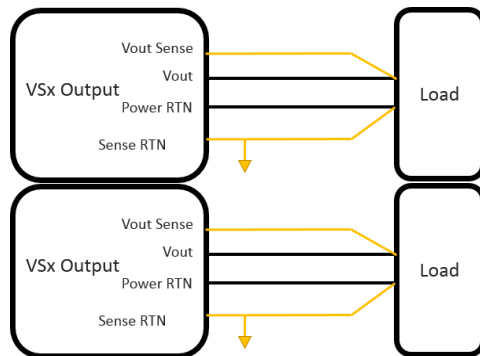 Vout Sense
Vout
VSx Output
Power RTN
Sense RTN
Load
Vout Sense
Vout
VSx Output
Power RTN
Sense RTN
Load